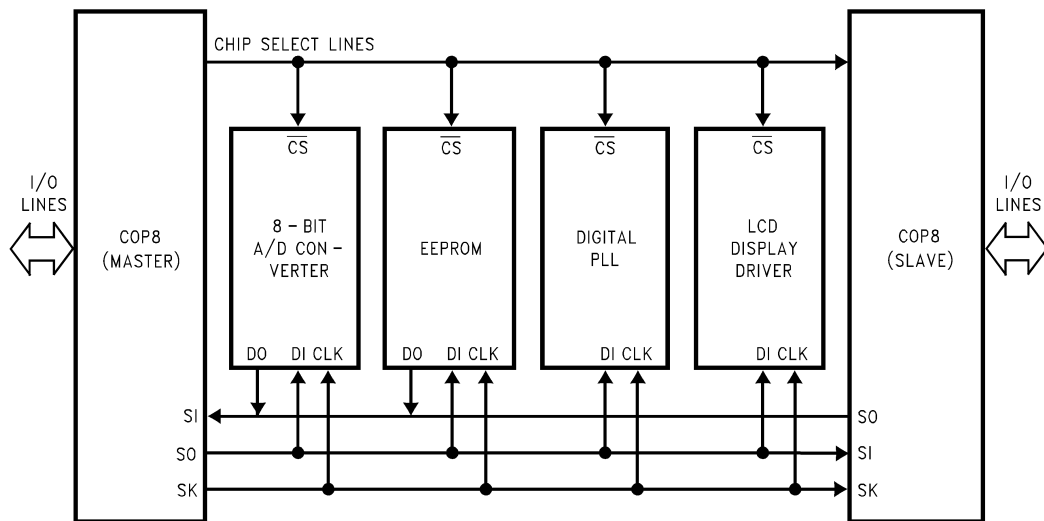 CHIP SELECT LINES
CS
CS
CS
CS
I/O
LINES
COP8
(MASTER)
8 - BIT
A/D CON -
VERTER
EEPROM
DIGITAL
PLL
LCD
DISPLAY
DRIVER
COP8
(SLAVE)
I/O
LINES
DO DI CLK
DO DI CLK
DI CLK
DI CLK
SI
SO
SO
SI
SK
SK